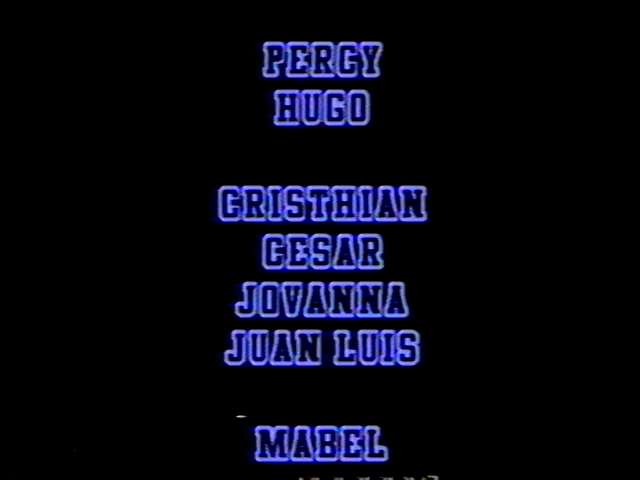 PERCY
HUGO
CRISTHIAN
CESAR
JOVANNA
JUAN LUIS
MABEL